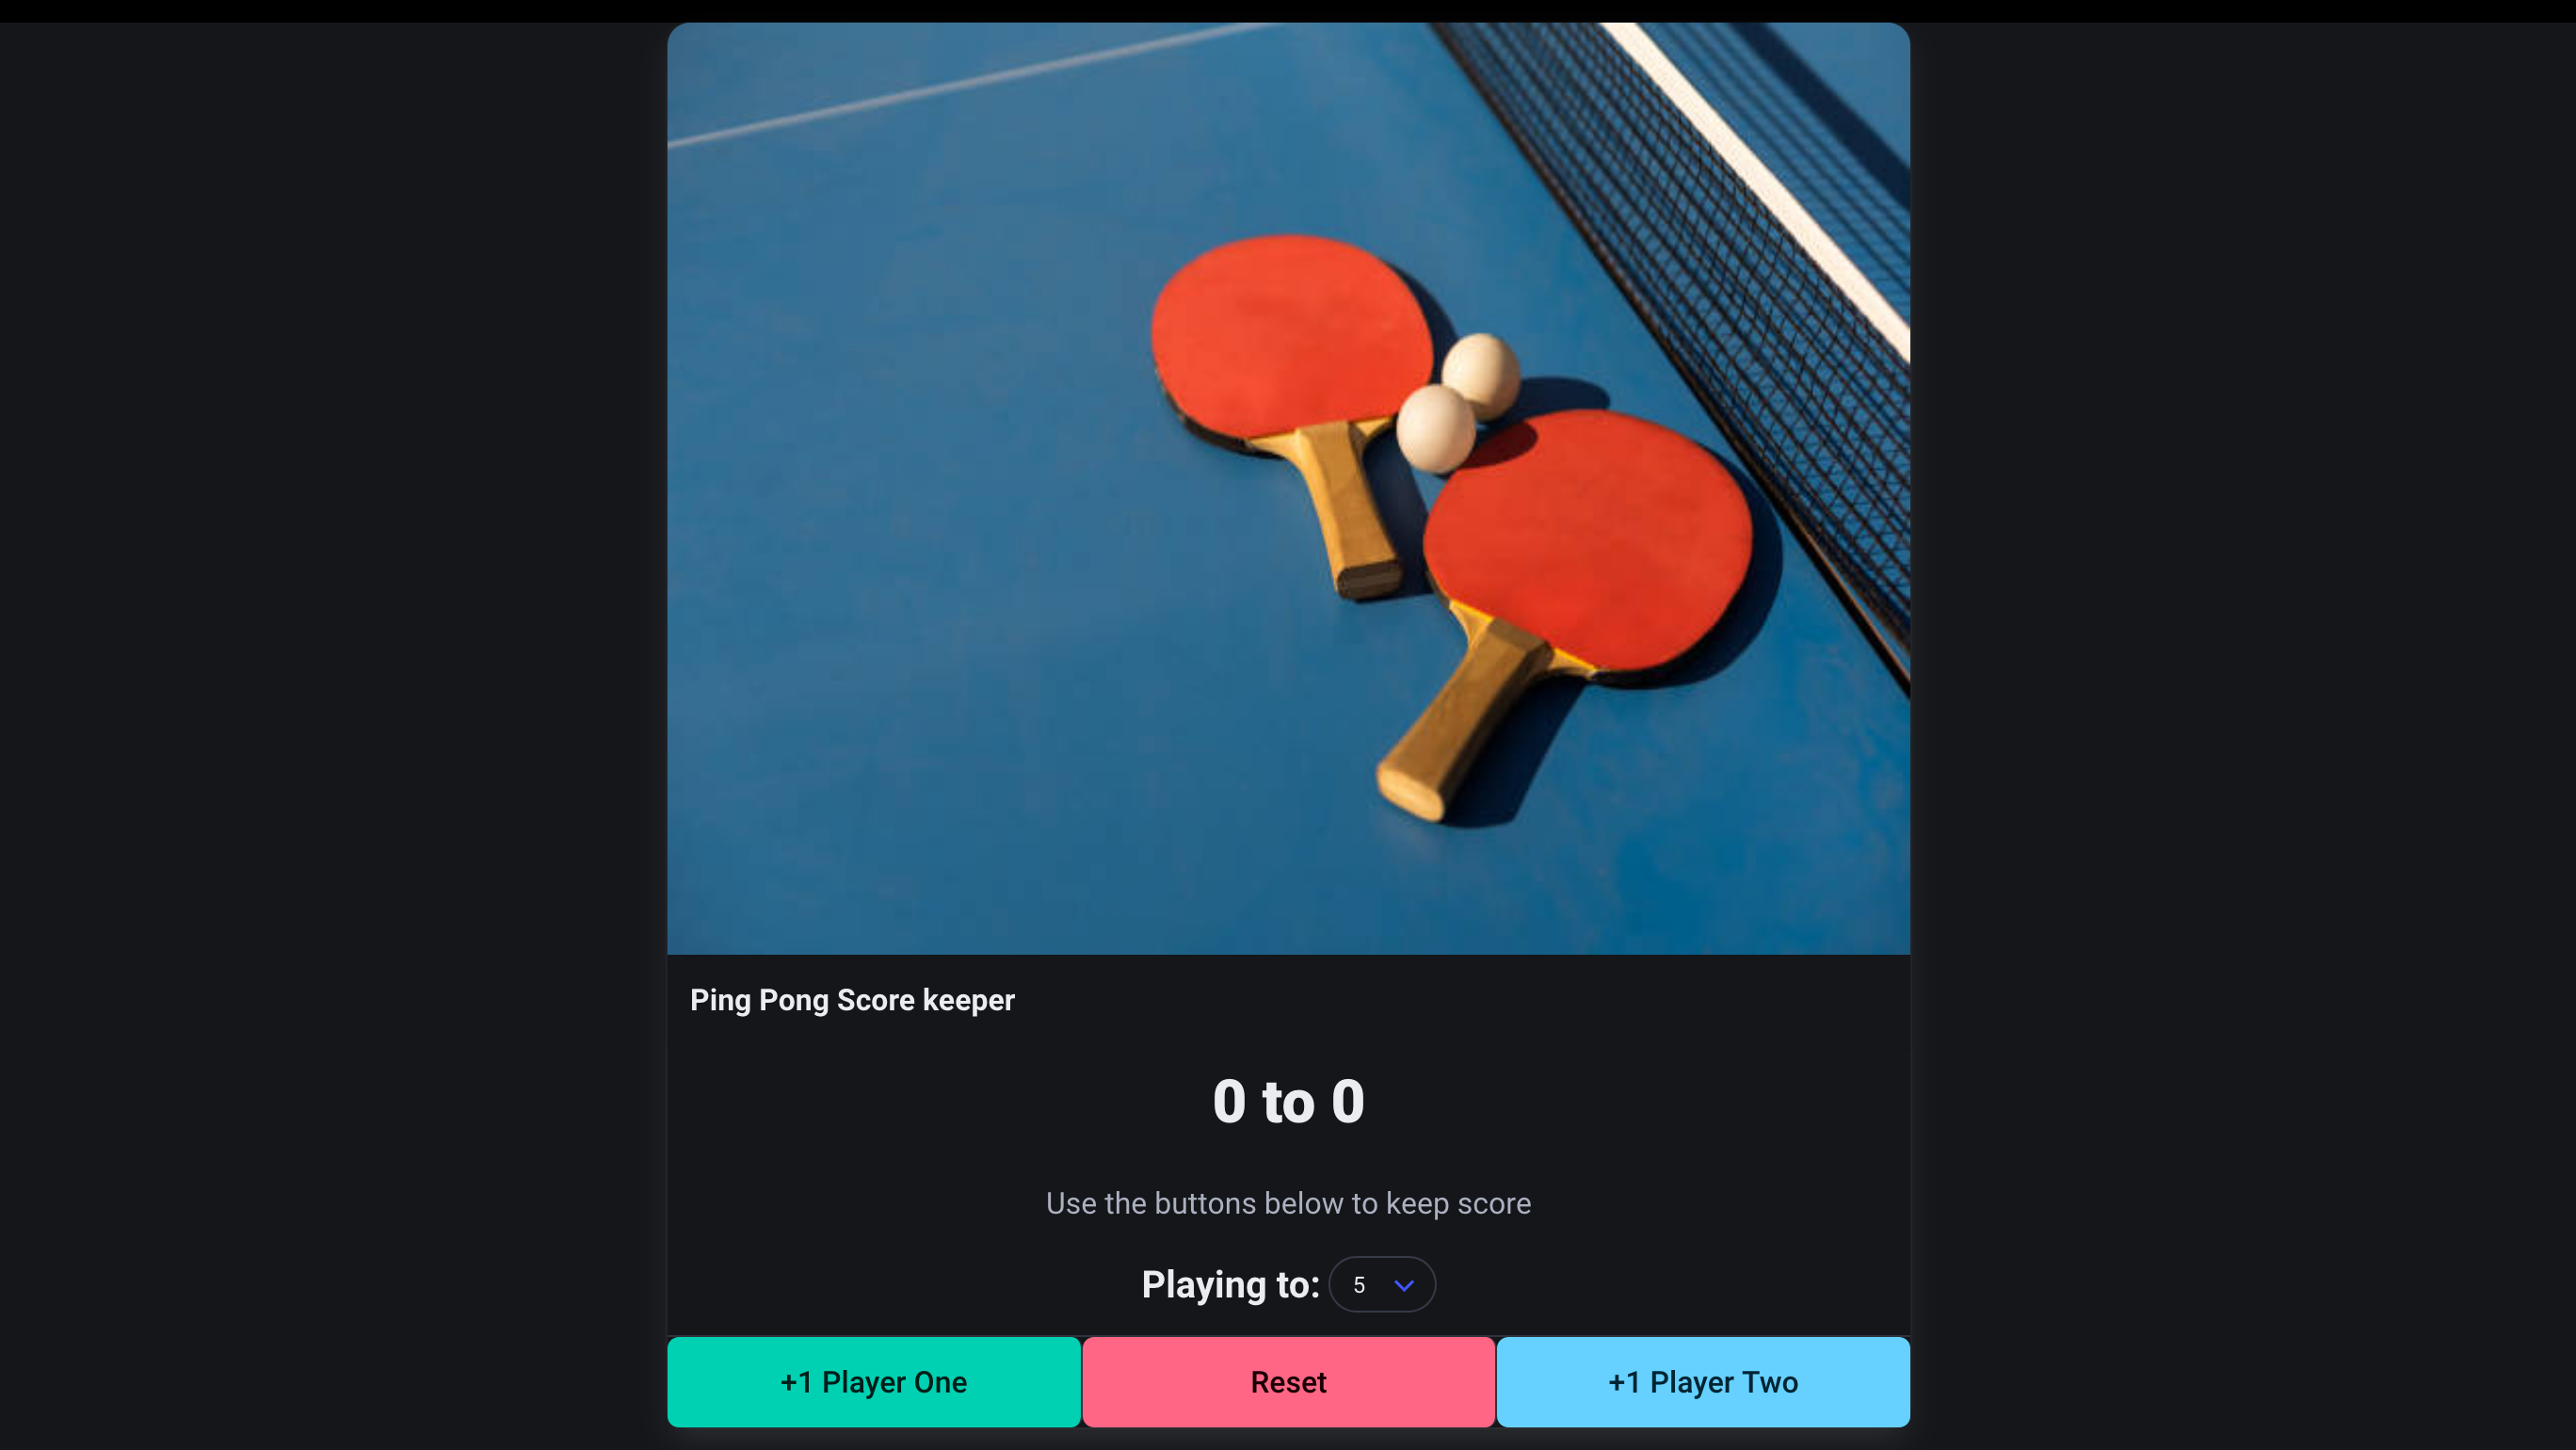 Ping Pong Score keeper
0 to 0
Use the buttons below to keep score
Playing to: 5
+1 Player One Reset +1 Player Two